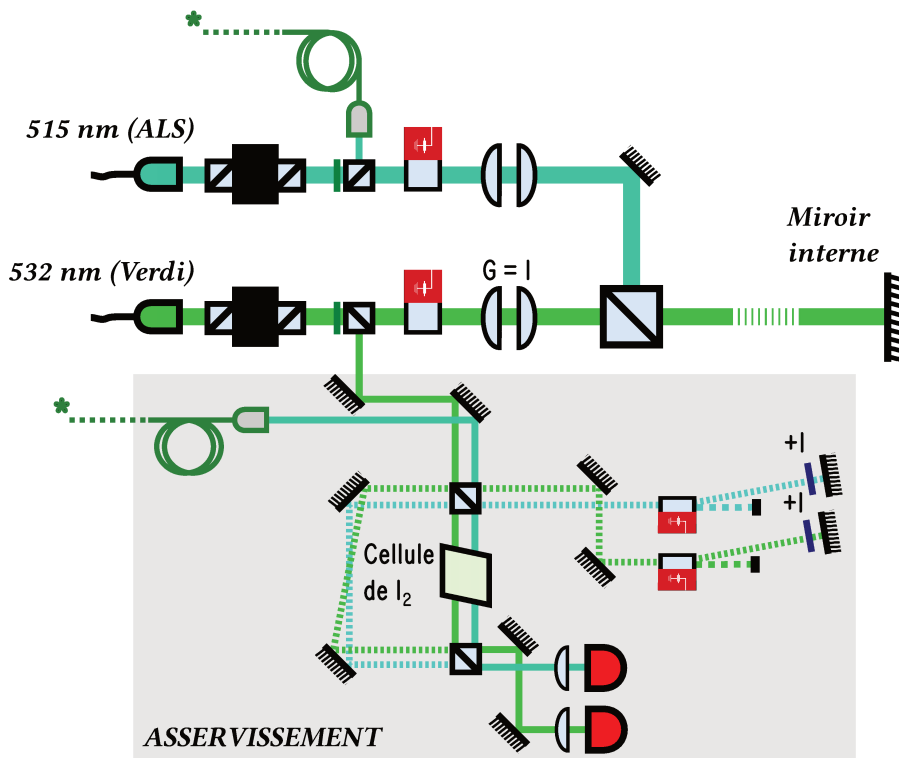 *
515 nm (ALS)
Miroir
interne
532 nm (Verdi)
G = 1
*
+1
+1
Cellule
de I₂
ASSERVISSEMENT